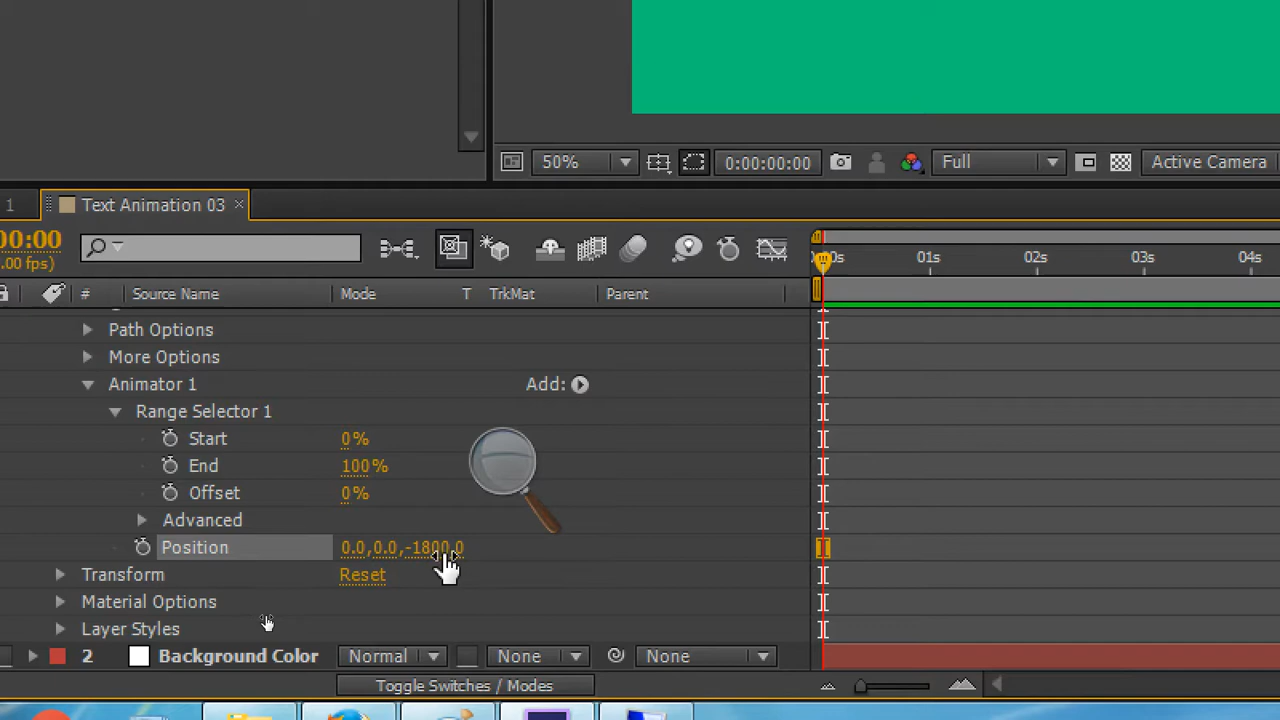 50%
0:00:00:00
Full
Active Camera
1
Text Animation 03
00:00
.00 fps)
0s
01s
02s
03s
04s
#
Source Name
Mode
T
TrkMat
Parent
Path Options
More Options
Animator 1
Add:
Range Selector 1
Start
0%
End
100%
Offset
0%
Advanced
Position
0.0,0.0,-1800.0
Transform
Reset
Material Options
Layer Styles
2
Background Color
Normal
None
None
Toggle Switches / Modes